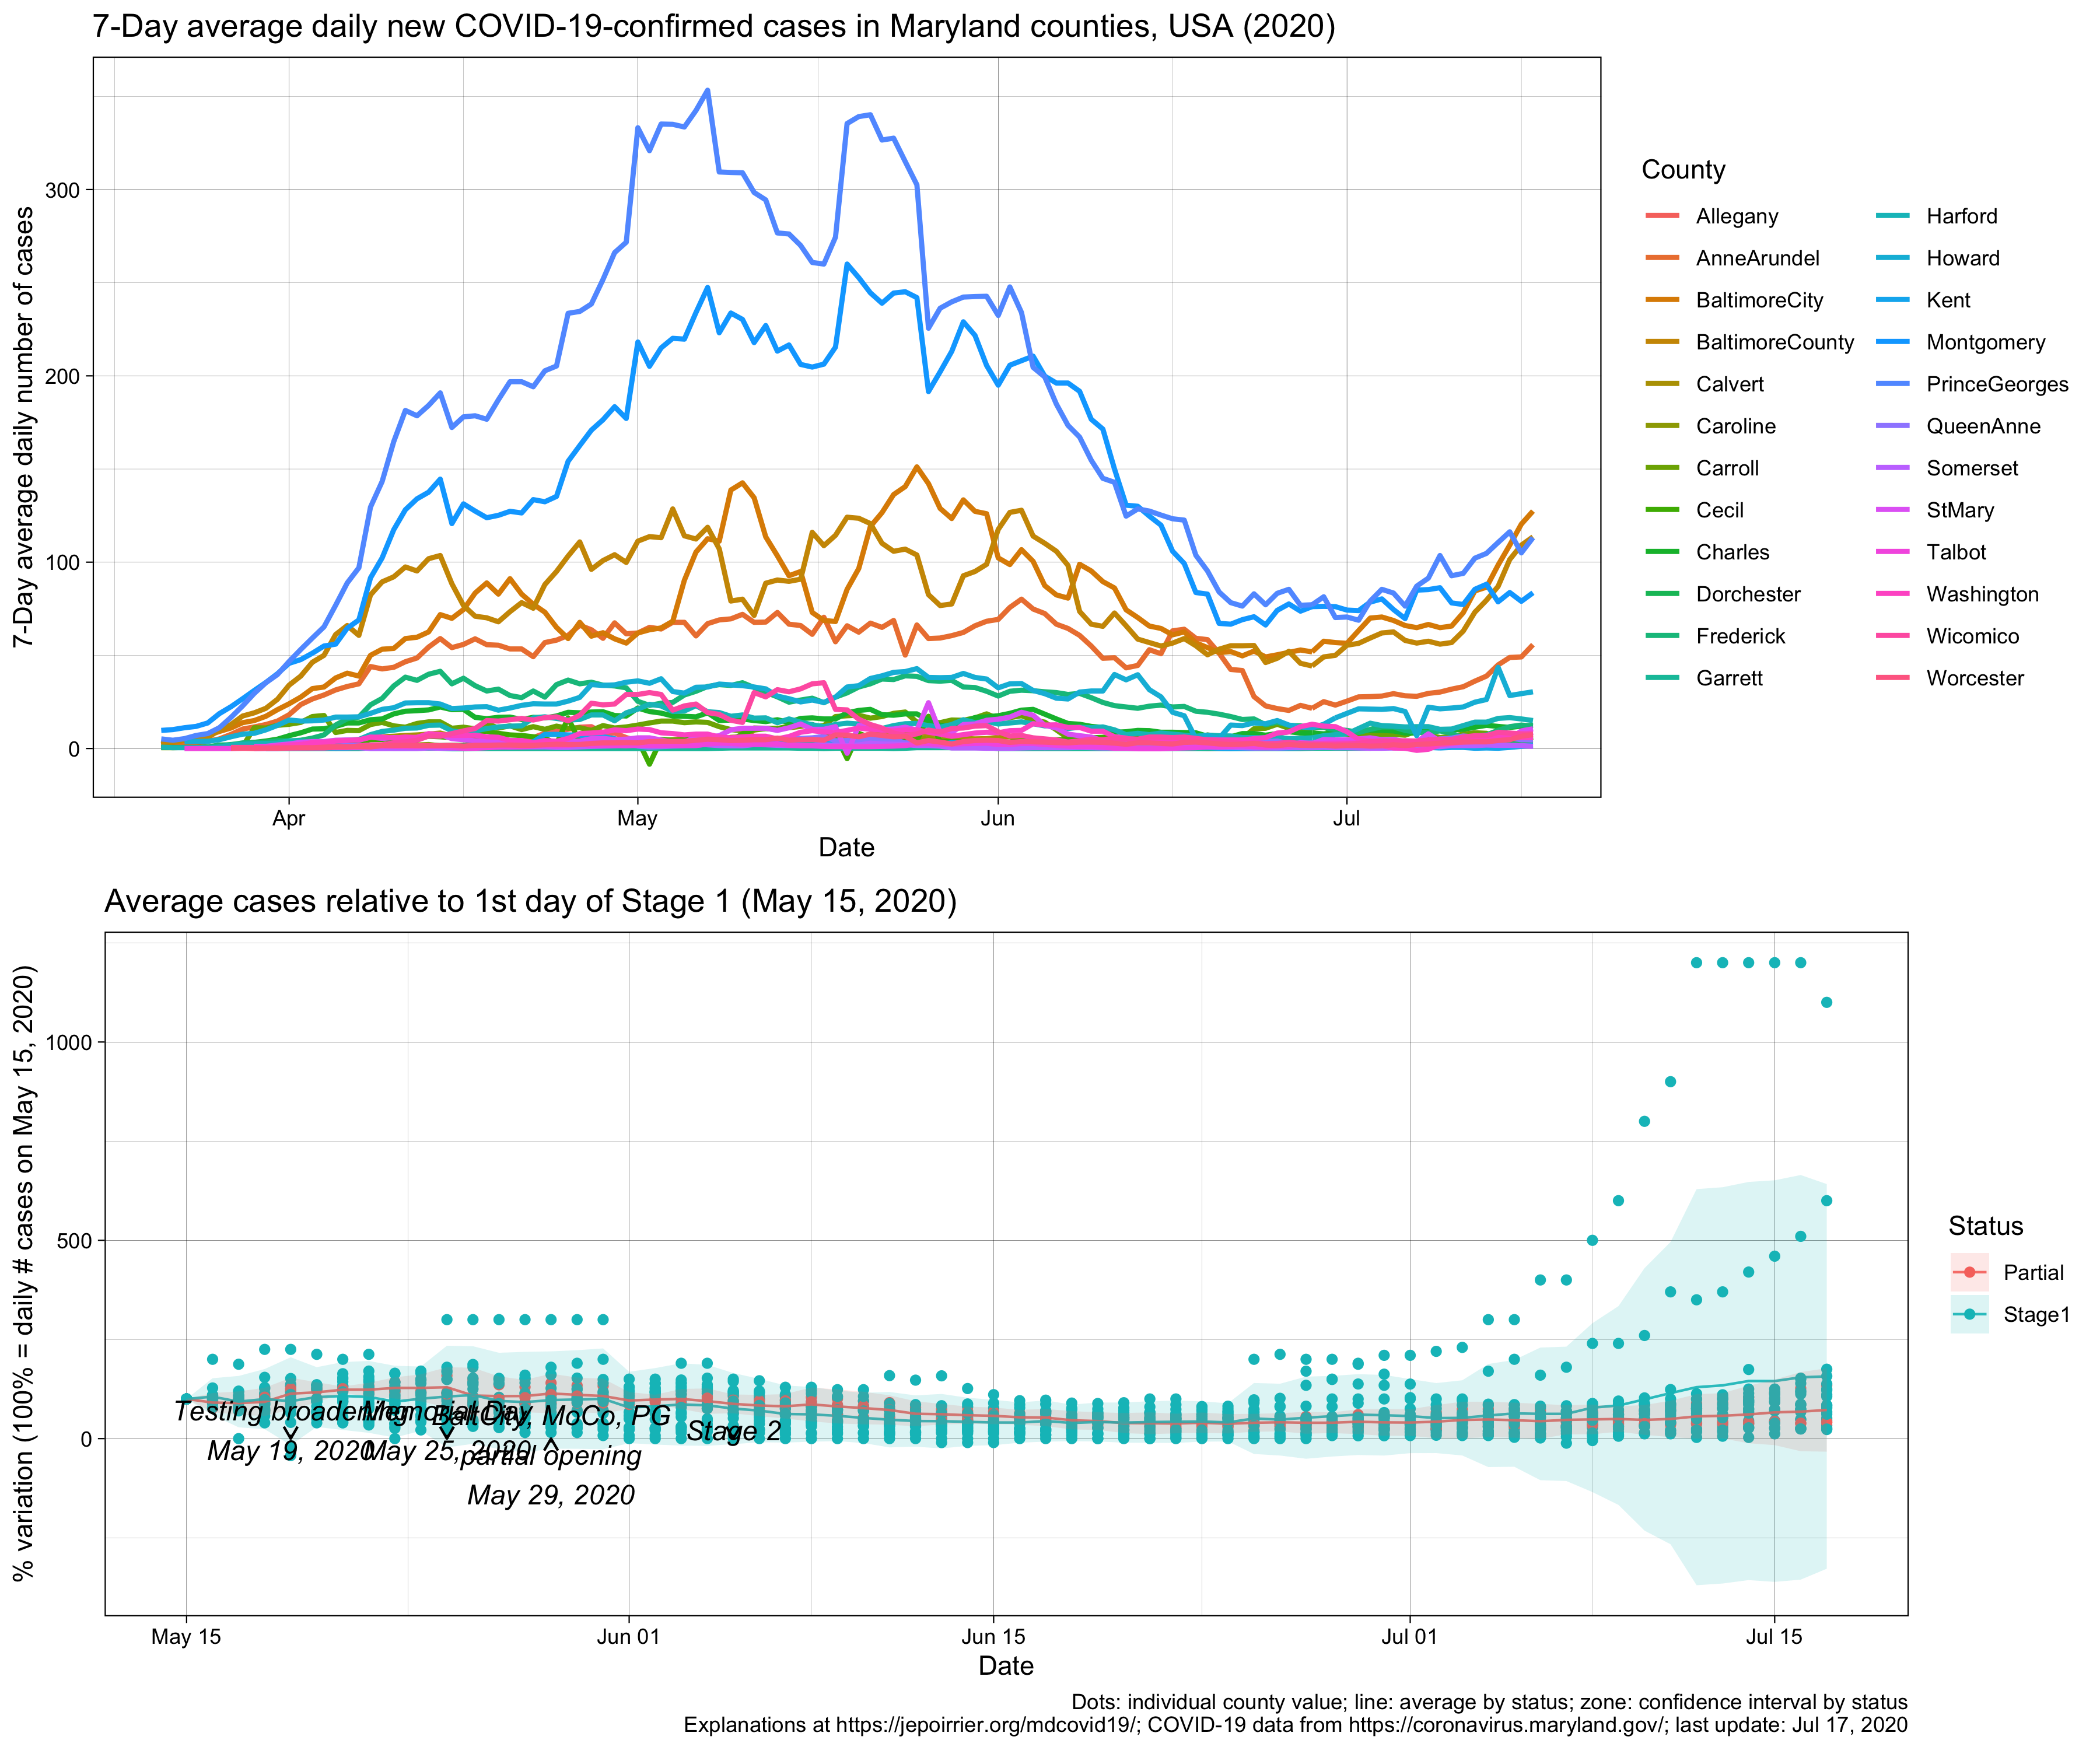 7-Day average daily new COVID-19-confirmed cases in Maryland counties, USA (2020)
7-Day average daily number of cases
300
200
100
0
Apr
May
Jun
Jul
Date
County
Allegany
AnneArundel
BaltimoreCity
BaltimoreCounty
Calvert
Caroline
Carroll
Cecil
Charles
Dorchester
Frederick
Garrett
Harford
Howard
Kent
Montgomery
PrinceGeorges
QueenAnne
Somerset
StMary
Talbot
Washington
Wicomico
Worcester
Average cases relative to 1st day of Stage 1 (May 15, 2020)
% variation (100% = daily # cases on May 15, 2020)
1000
500
0
Testing broadening
May 19, 2020
Memorial Day
May 25, 2020
BaltCity, MoCo, PG
partial opening
May 29, 2020
Stage 2
May 15
Jun 01
Jun 15
Jul 01
Jul 15
Date
Status
Partial
Stage1
Dots: individual county value; line: average by status; zone: confidence interval by status
Explanations at https://jepoirrier.org/mdcovid19/; COVID-19 data from https://coronavirus.maryland.gov/; last update: Jul 17, 2020